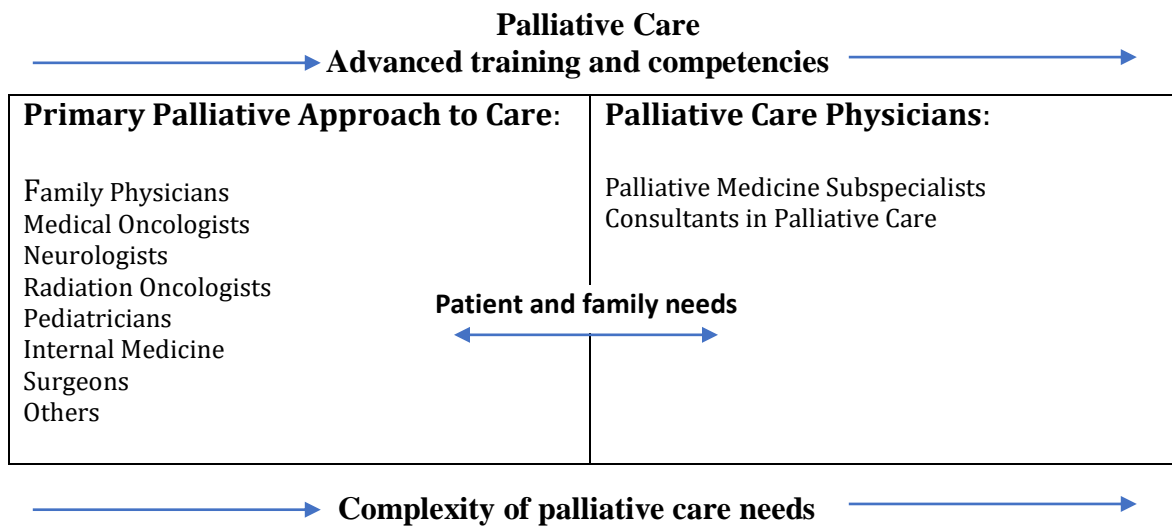 Palliative Care
Advanced training and competencies
Primary Palliative Approach to Care:
Family Physicians
Medical Oncologists
Neurologists
Radiation Oncologists
Pediatricians
Internal Medicine
Surgeons
Others
Palliative Care Physicians:
Palliative Medicine Subspecialists
Consultants in Palliative Care
Patient and family needs
Complexity of palliative care needs